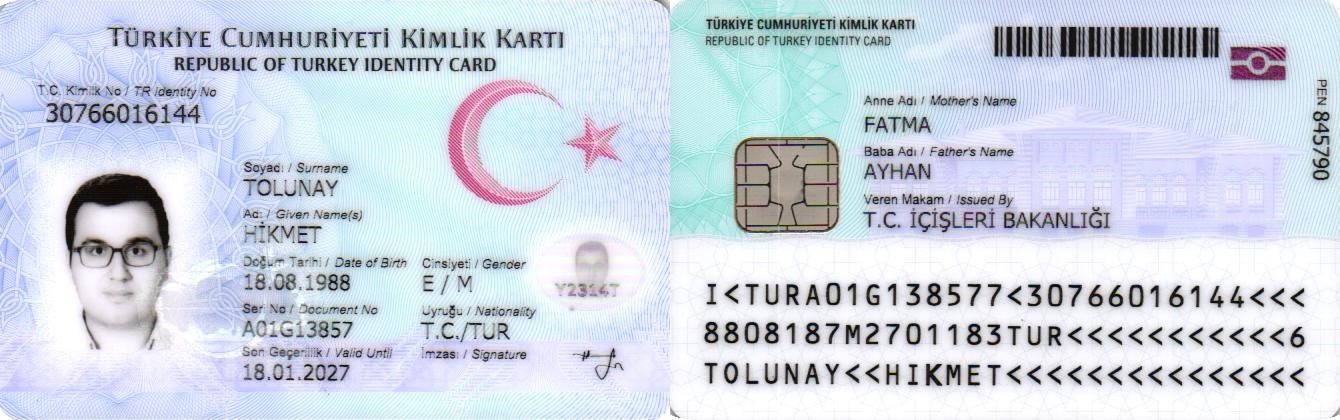 TÜRKİYE CUMHURİYETİ KİMLİK KARTI
REPUBLIC OF TURKEY IDENTITY CARD
T.C. Kimlik No / TR Identity No
30766016144
Soyadı / Surname
TOLUNAY
Adı / Given Name(s)
HİKMET
Doğum Tarihi / Date of Birth Cinsiyeti / Gender
18.08.1988 E / M
Seri No / Document No Uyruğu / Nationality
A01G13857 T.C./TUR
Son Geçerlilik / Valid Until İmzası / Signature
18.01.2027
TÜRKİYE CUMHURİYETİ KİMLİK KARTI
REPUBLIC OF TURKEY IDENTITY CARD
Anne Adı / Mother's Name
FATMA
Baba Adı / Father's Name
AYHAN
Veren Makam / Issued By
T.C. İÇİŞLERİ BAKANLIĞI
PEN 845790
I<TURA01G138577<30766016144<<<
8808187M2701183TUR<<<<<<<<<<<6
TOLUNAY<<HIKMET<<<<<<<<<<<<<<<